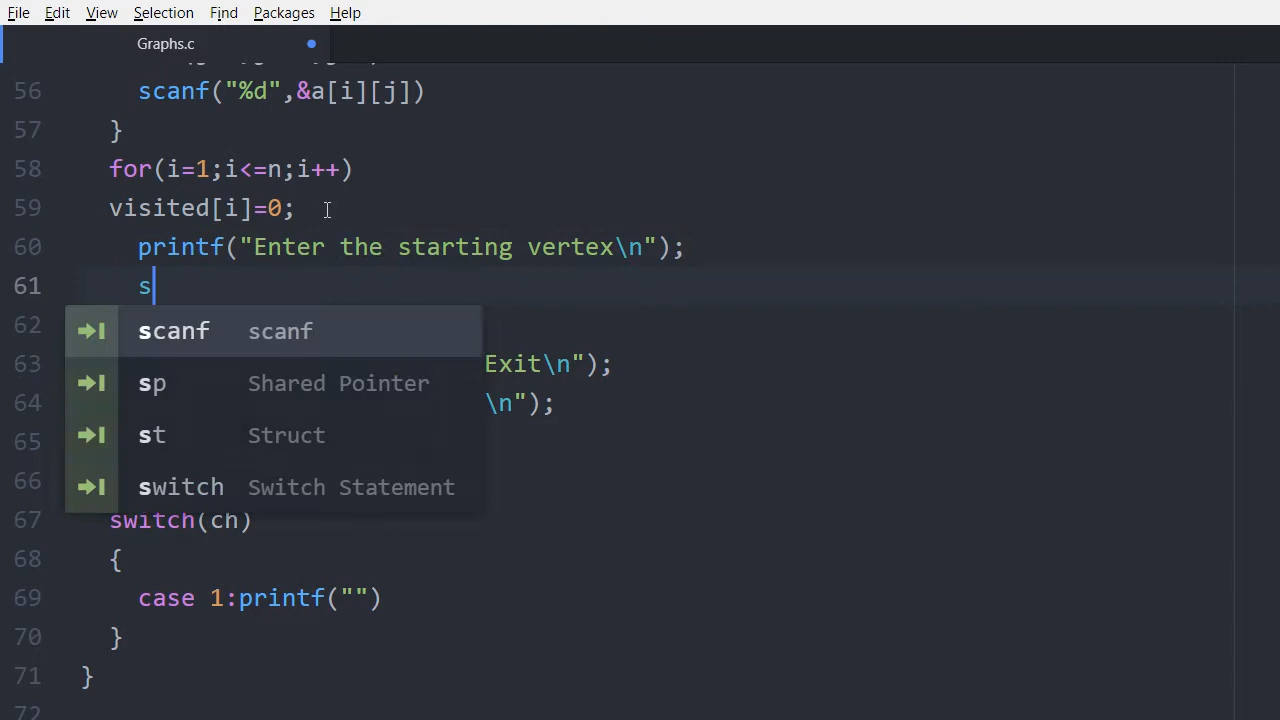 File Edit View Selection Find Packages Help
Graphs.c
56 scanf("%d",&a[i][j])
57 }
58 for(i=1;i<=n;i++)
59 visited[i]=0;
60 printf("Enter the starting vertex\n");
61 s
scanf scanf
62
63 Exit\n");
sp Shared Pointer
64 \n");
65
st Struct
66
switch Switch Statement
67 switch(ch)
68 {
69 case 1:printf("")
70 }
71 }
72